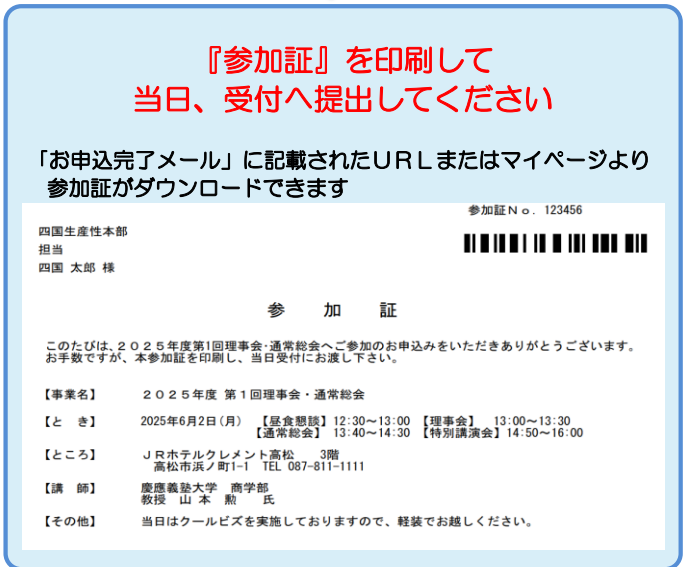 『参加証』を印刷して
当日、受付へ提出してください
「お申込完了メール」に記載されたＵＲＬまたはマイページより
参加証がダウンロードできます
参加証Ｎｏ．123456
四国生産性本部
担当
四国 太郎 様
参　加　証
このたびは、２０２５年度第1回理事会･通常総会へご参加のお申込みをいただきありがとうございます。
お手数ですが、本参加証を印刷し、当日受付にお渡し下さい。
【事業名】　２０２５年度 第１回理事会・通常総会
【と　き】　2025年6月2日(月)　【昼食懇談】12:30～13:00　【理事会】　13:00～13:30
【通常総会】 13:40～14:30　【特別講演会】14:50～16:00
【ところ】　ＪＲホテルクレメント高松　　3階
高松市浜ノ町1-1　TEL 087-811-1111
【講　師】　慶應義塾大学　商学部
教授　山 本　勲　　氏
【その他】　当日はクールビズを実施しておりますので、軽装でお越しください。